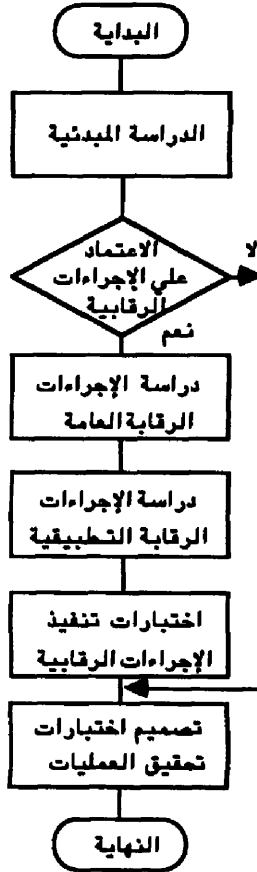 البداية
الدراسة المبدئية
الاعتماد
علي الإجراءات
الرقابية
لا
نعم
دراسة الإجراءات
الرقابة العامة
دراسة الإجراءات
الرقابة التطبيقية
اختبارات تنفيذ
الإجراءات الرقابية
تصميم اختبارات
تحقيق العمليات
النهاية